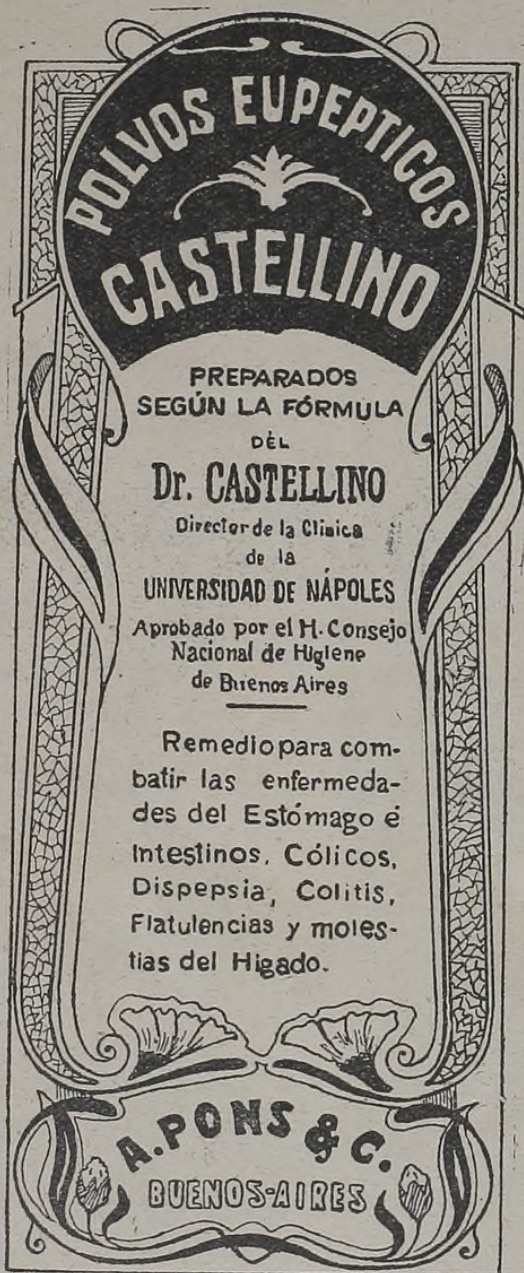 POLVOS EUPEPTICOS
CASTELLINO
PREPARADOS
SEGÚN LA FÓRMULA
DEL
Dr. CASTELLINO
Director de la Clinica
de la
UNIVERSIDAD DE NÁPOLES
Aprobado por el H. Consejo
Nacional de Higiene
de Buenos Aires
Remedio para com-
batir las enfermeda-
des del Estómago é
Intestinos, Cólicos,
Dispepsia, Colitis,
Flatulencias y moles-
tias del Higado.
A. PONS & C.
BUENOS-AIRES